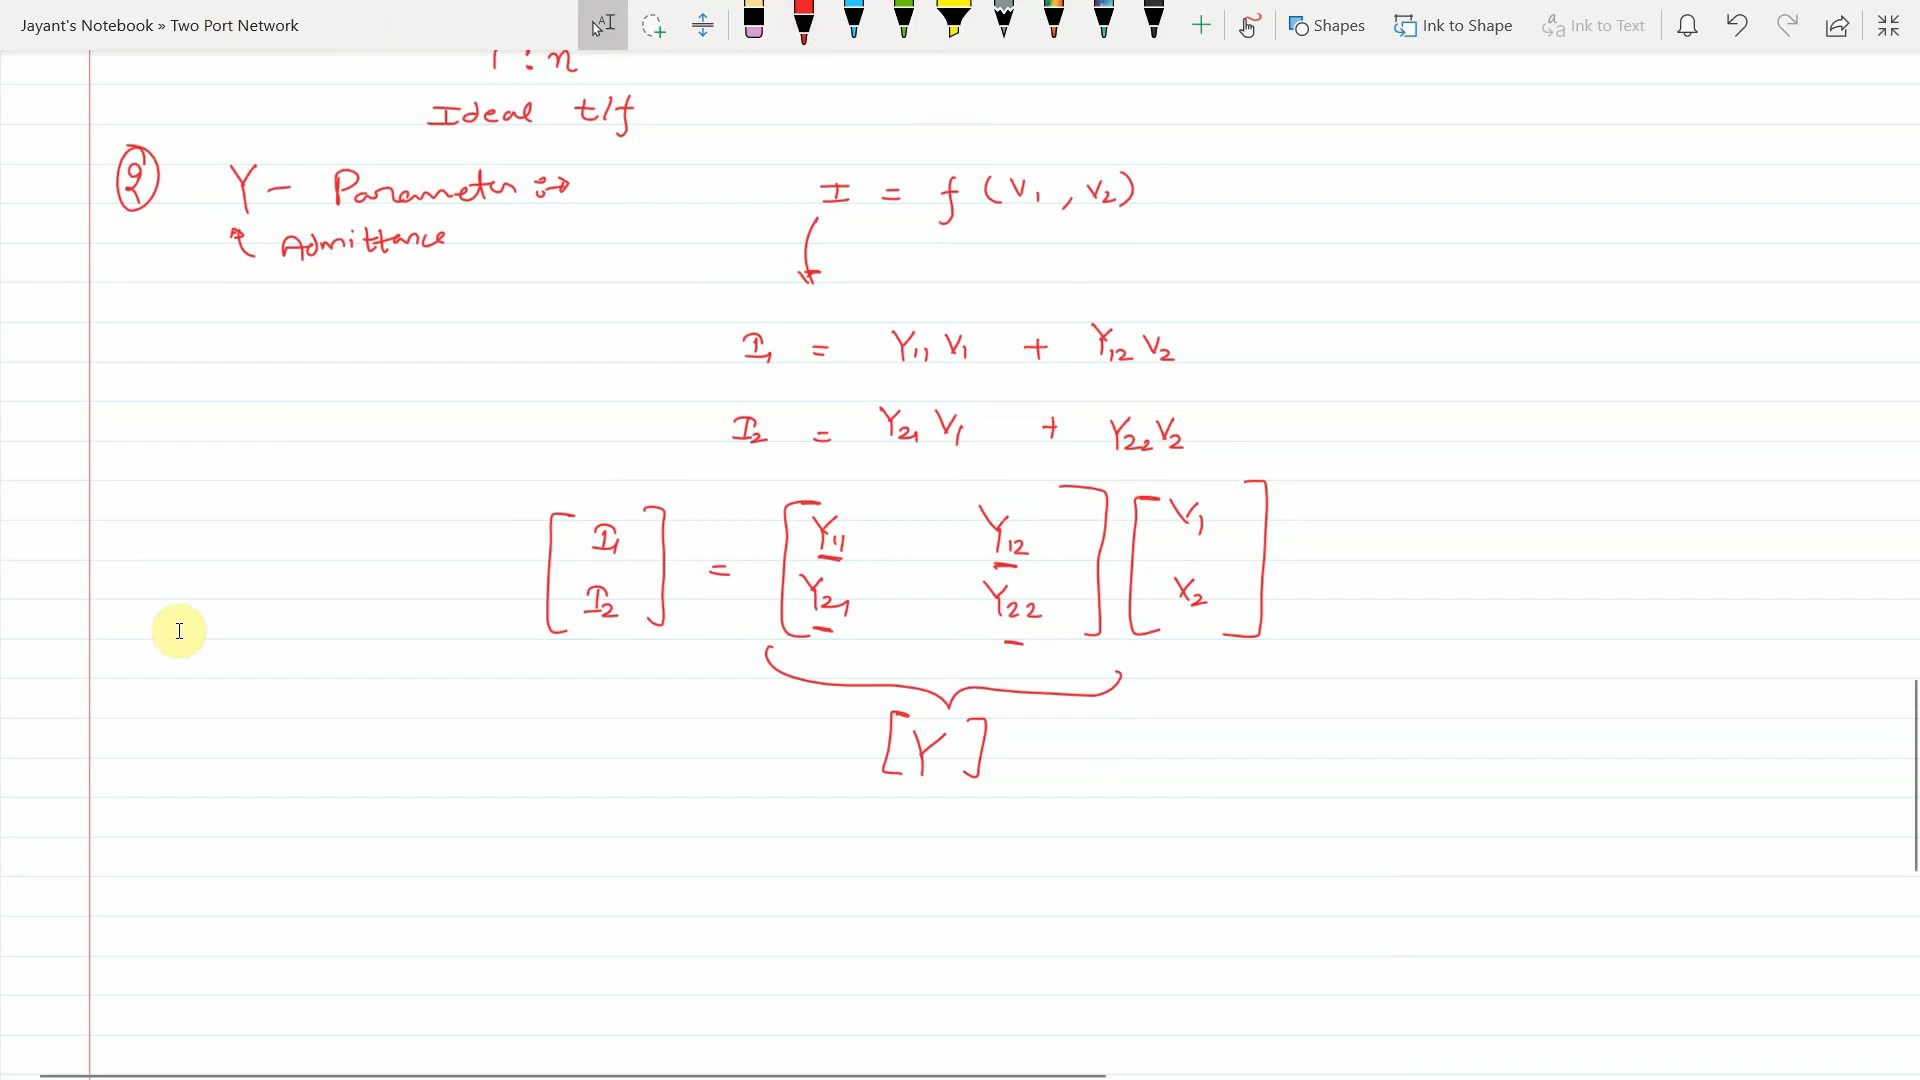 Jayant's Notebook » Two Port Network
Shapes
Ink to Shape
Ink to Text
1 : n
Ideal t/f
② Y - Parameter :→ I = f (V1, V2)
Admittance
I1 = Y11 V1 + Y12 V2
I2 = Y21 V1 + Y22 V2
[ I1 ] = [ Y11 Y12 ] [ V1 ]
[ I2 ] [ Y21 Y22 ] [ V2 ]
[Y]